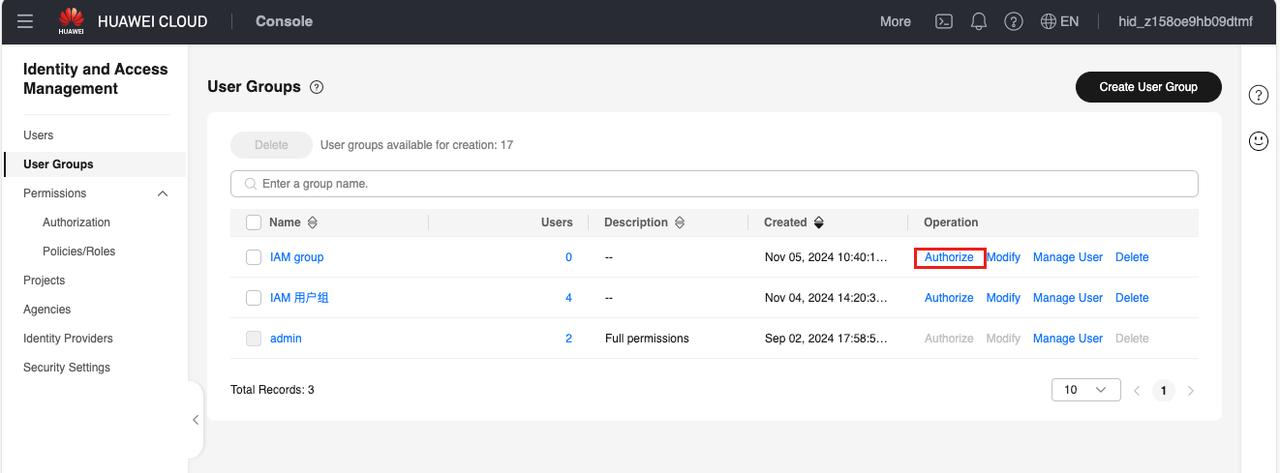 HUAWEI
HUAWEI CLOUD
Console
More
EN
hid_z158oe9hb09dtmf
Identity and Access
Management
Users
User Groups
Permissions
Authorization
Policies/Roles
Projects
Agencies
Identity Providers
Security Settings
User Groups
Create User Group
Delete User groups available for creation: 17
Enter a group name.
Name Users Description Created Operation
IAM group 0 -- Nov 05, 2024 10:40:1... Authorize Modify Manage User Delete
IAM 用户组 4 -- Nov 04, 2024 14:20:3... Authorize Modify Manage User Delete
admin 2 Full permissions Sep 02, 2024 17:58:5... Authorize Modify Manage User Delete
Total Records: 3
10
1